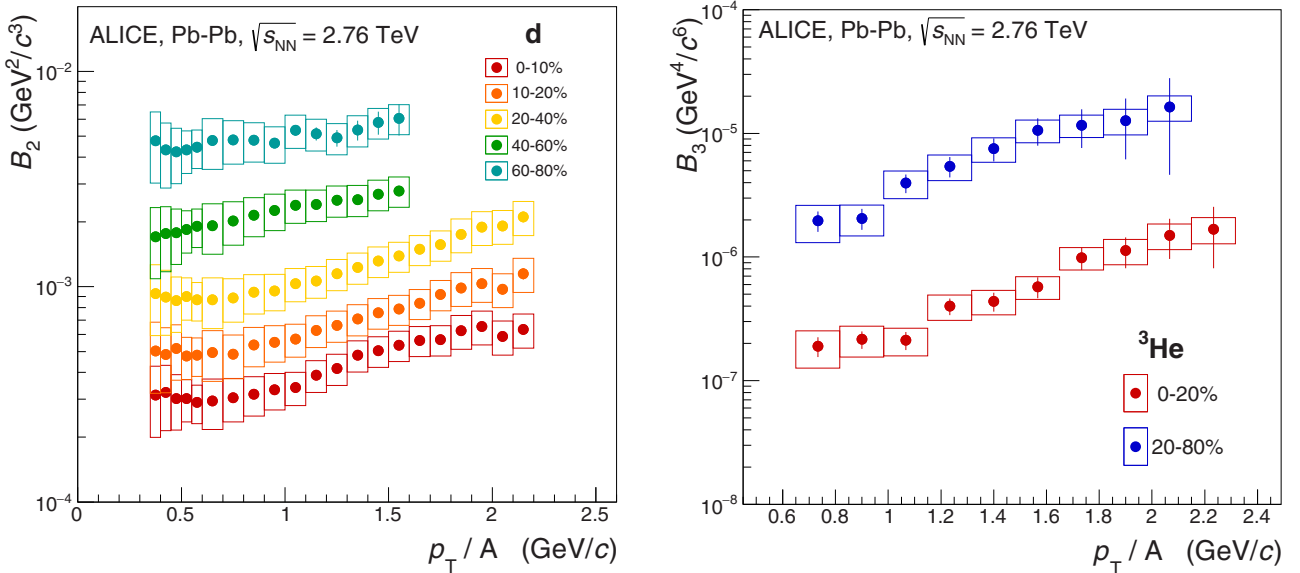 ALICE, Pb-Pb, √s_NN = 2.76 TeV
d
0-10%
10-20%
20-40%
40-60%
60-80%
B_2 (GeV^2/c^3)
10^−2
10^−3
10^−4
0 0.5 1 1.5 2 2.5
p_T / A (GeV/c)
ALICE, Pb-Pb, √s_NN = 2.76 TeV
B_3 (GeV^4/c^6)
10^−4
10^−5
10^−6
10^−7
10^−8
^3He
0-20%
20-80%
0.6 0.8 1 1.2 1.4 1.6 1.8 2 2.2 2.4
p_T / A (GeV/c)